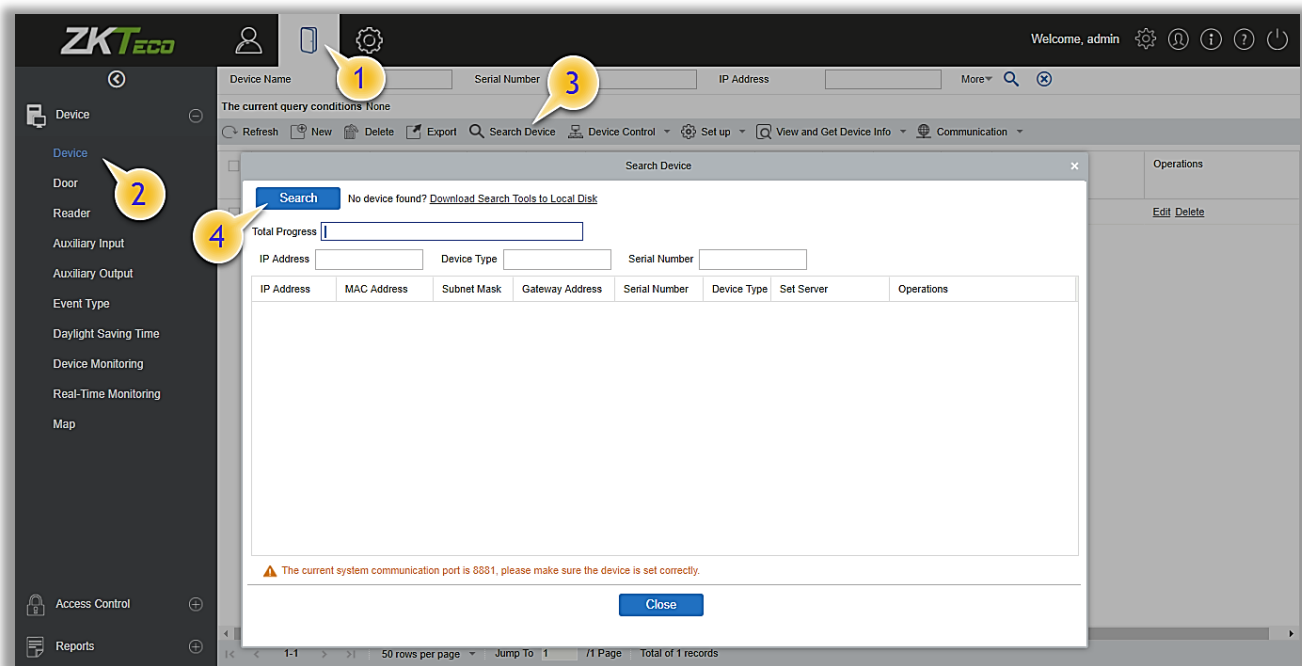 ZKTeco
Welcome, admin
1
Device Name
Serial Number
3
IP Address
More
The current query conditions None
Device
Refresh New Delete Export Search Device Device Control Set up View and Get Device Info Communication
Device
2
Door
Reader
Auxiliary Input
Auxiliary Output
Event Type
Daylight Saving Time
Device Monitoring
Real-Time Monitoring
Map
Access Control
Reports
Search Device
Operations
Edit Delete
Search No device found? Download Search Tools to Local Disk
4
Total Progress
IP Address Device Type Serial Number
IP Address MAC Address Subnet Mask Gateway Address Serial Number Device Type Set Server Operations
The current system communication port is 8881, please make sure the device is set correctly.
Close
1-1 50 rows per page Jump To 1 /1 Page Total of 1 records